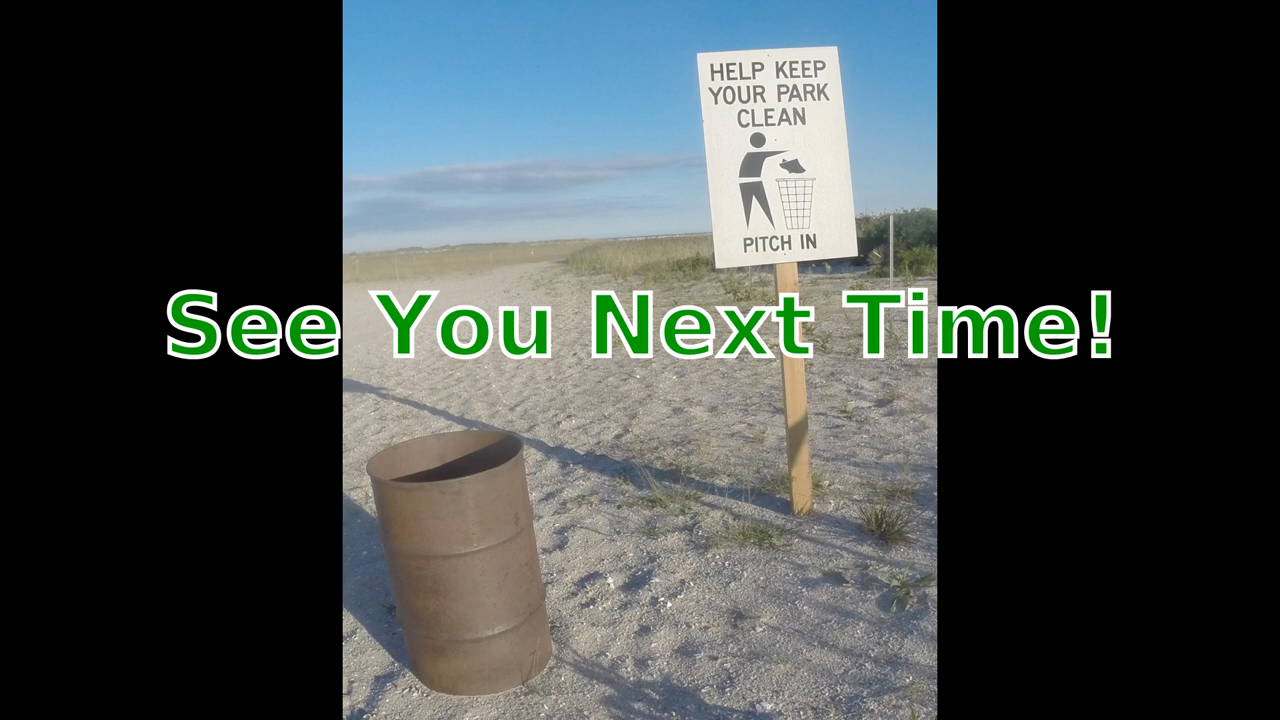 HELP KEEP
YOUR PARK
CLEAN
PITCH IN
See You Next Time!